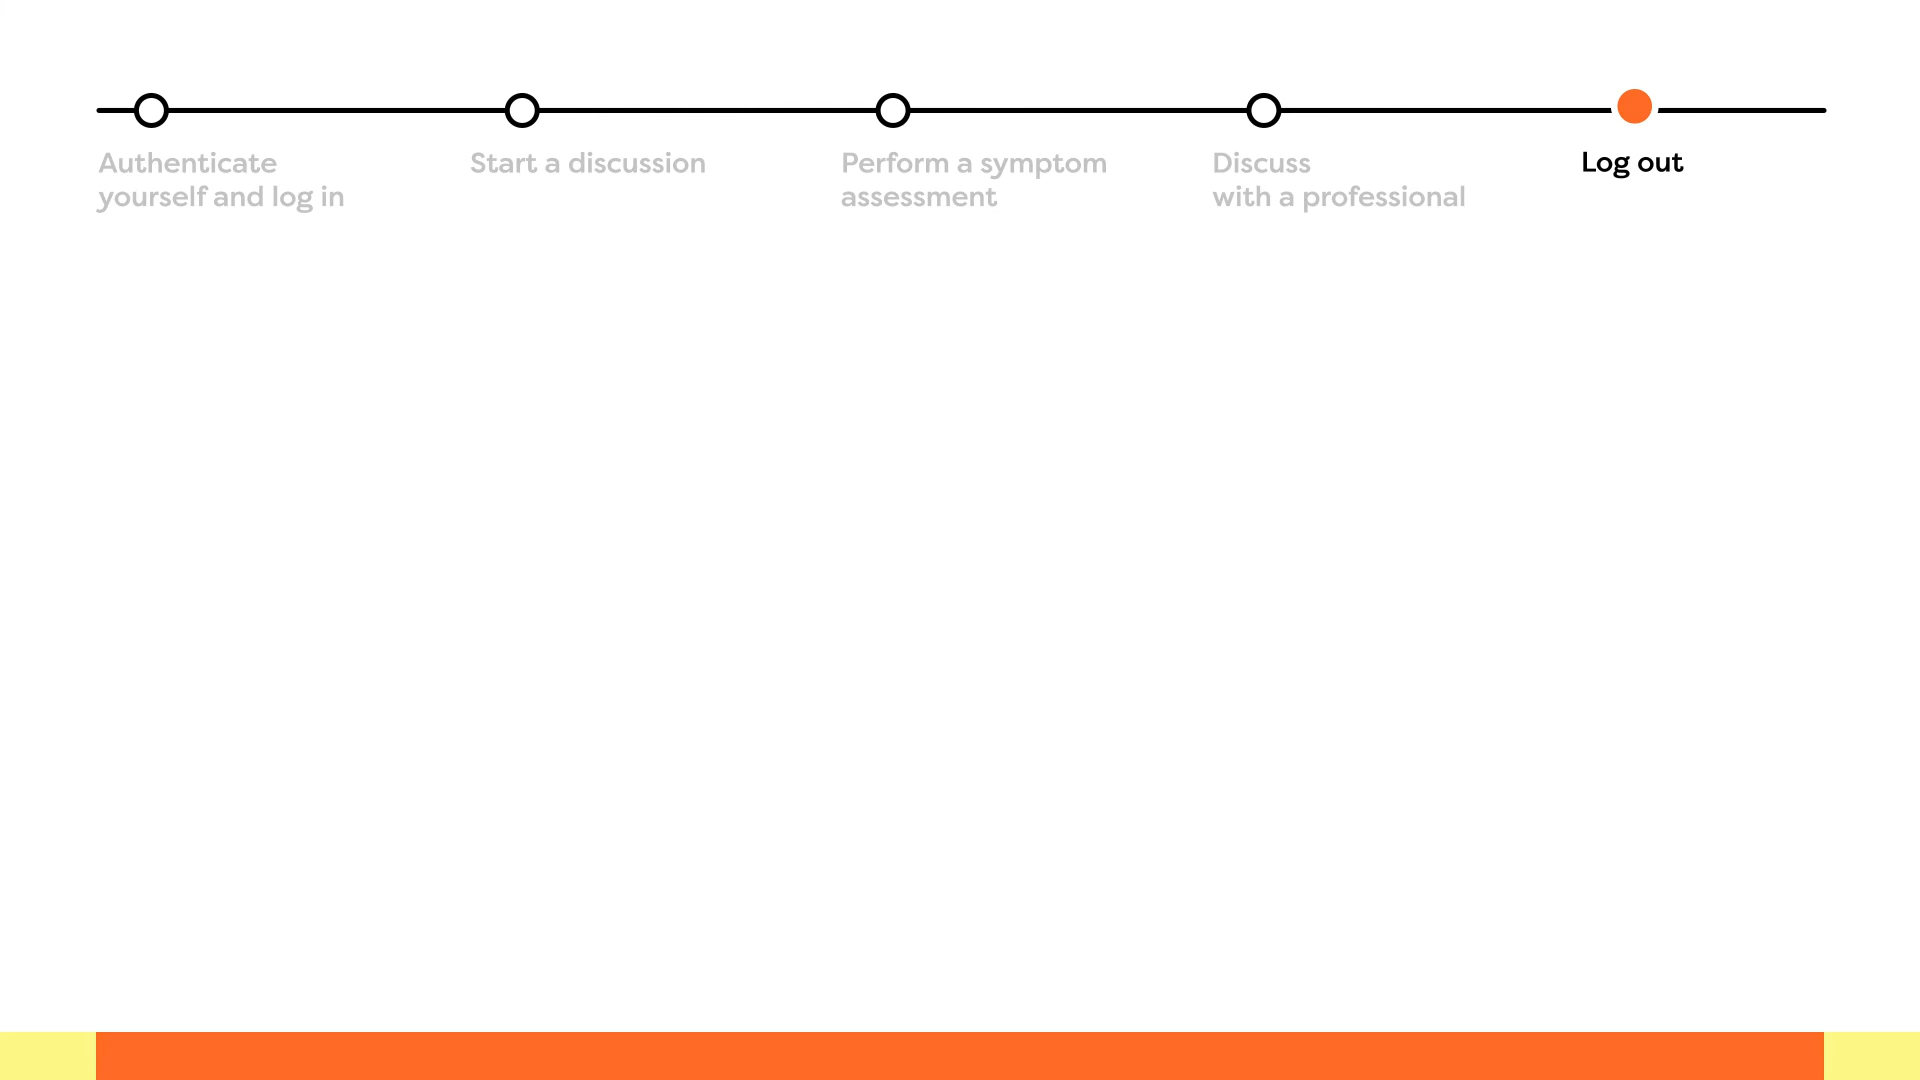 Authenticate
yourself and log in
Start a discussion
Perform a symptom
assessment
Discuss
with a professional
Log out